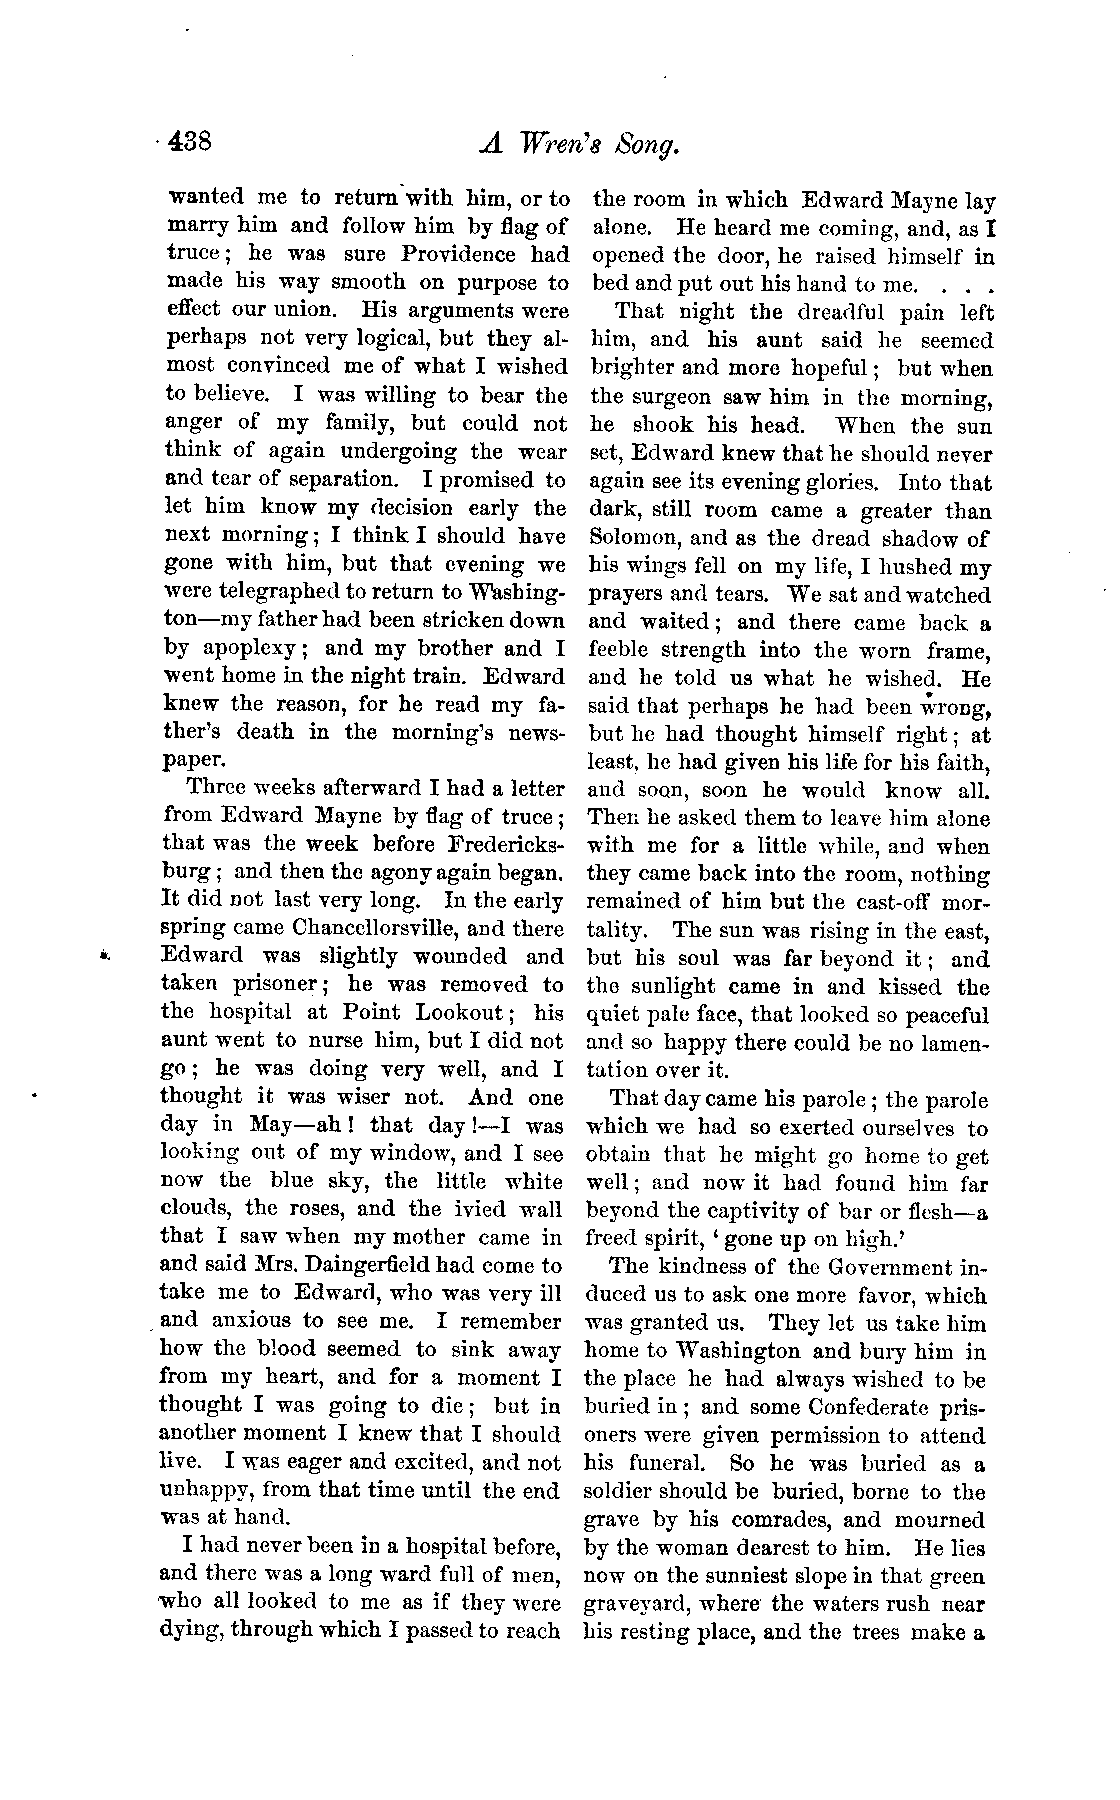 438
A Wren's Song.
wanted me to return with him, or to
marry him and follow him by flag of
truce; he was sure Providence had
made his way smooth on purpose to
effect our union. His arguments were
perhaps not very logical, but they al-
most convinced me of what I wished
to believe. I was willing to bear the
anger of my family, but could not
think of again undergoing the wear
and tear of separation. I promised to
let him know my decision early the
next morning; I think I should have
gone with him, but that evening we
were telegraphed to return to Washing-
ton—my father had been stricken down
by apoplexy; and my brother and I
went home in the night train. Edward
knew the reason, for he read my fa-
ther's death in the morning's news-
paper.
Three weeks afterward I had a letter
from Edward Mayne by flag of truce;
that was the week before Fredericks-
burg; and then the agony again began.
It did not last very long. In the early
spring came Chancellorsville, and there
Edward was slightly wounded and
taken prisoner; he was removed to
the hospital at Point Lookout; his
aunt went to nurse him, but I did not
go; he was doing very well, and I
thought it was wiser not. And one
day in May—ah! that day!—I was
looking out of my window, and I see
now the blue sky, the little white
clouds, the roses, and the ivied wall
that I saw when my mother came in
and said Mrs. Daingerfield had come to
take me to Edward, who was very ill
and anxious to see me. I remember
how the blood seemed to sink away
from my heart, and for a moment I
thought I was going to die; but in
another moment I knew that I should
live. I was eager and excited, and not
unhappy, from that time until the end
was at hand.
I had never been in a hospital before,
and there was a long ward full of men,
who all looked to me as if they were
dying, through which I passed to reach
the room in which Edward Mayne lay
alone. He heard me coming, and, as I
opened the door, he raised himself in
bed and put out his hand to me. . . .
That night the dreadful pain left
him, and his aunt said he seemed
brighter and more hopeful; but when
the surgeon saw him in the morning,
he shook his head. When the sun
set, Edward knew that he should never
again see its evening glories. Into that
dark, still room came a greater than
Solomon, and as the dread shadow of
his wings fell on my life, I hushed my
prayers and tears. We sat and watched
and waited; and there came back a
feeble strength into the worn frame,
and he told us what he wished. He
said that perhaps he had been wrong,
but he had thought himself right; at
least, he had given his life for his faith,
and soon, soon he would know all.
Then he asked them to leave him alone
with me for a little while, and when
they came back into the room, nothing
remained of him but the cast-off mor-
tality. The sun was rising in the east,
but his soul was far beyond it; and
the sunlight came in and kissed the
quiet pale face, that looked so peaceful
and so happy there could be no lamen-
tation over it.
That day came his parole; the parole
which we had so exerted ourselves to
obtain that he might go home to get
well; and now it had found him far
beyond the captivity of bar or flesh—a
freed spirit, 'gone up on high.'
The kindness of the Government in-
duced us to ask one more favor, which
was granted us. They let us take him
home to Washington and bury him in
the place he had always wished to be
buried in; and some Confederate pris-
oners were given permission to attend
his funeral. So he was buried as a
soldier should be buried, borne to the
grave by his comrades, and mourned
by the woman dearest to him. He lies
now on the sunniest slope in that green
graveyard, where the waters rush near
his resting place, and the trees make a